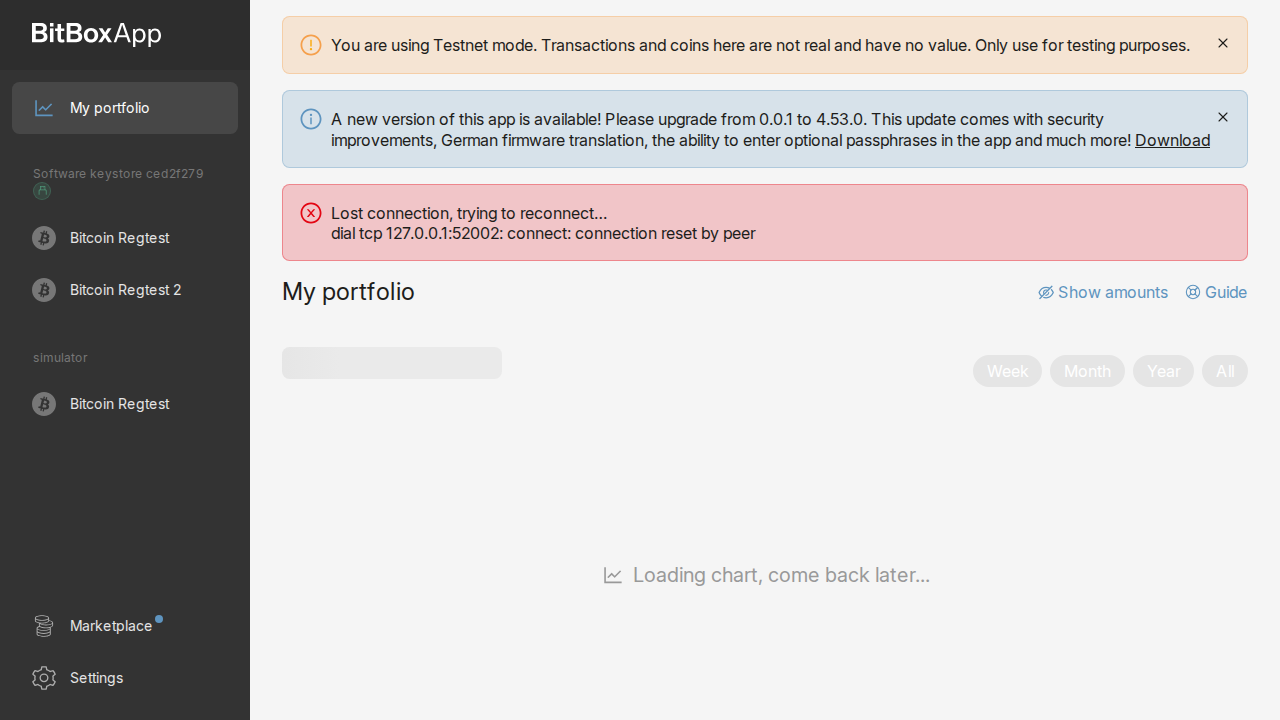 BitBoxApp
My portfolio
Software keystore ced2f279
Bitcoin Regtest
Bitcoin Regtest 2
simulator
Bitcoin Regtest
Marketplace
Settings
You are using Testnet mode. Transactions and coins here are not real and have no value. Only use for testing purposes.
A new version of this app is available! Please upgrade from 0.0.1 to 4.53.0. This update comes with security
improvements, German firmware translation, the ability to enter optional passphrases in the app and much more! Download
Lost connection, trying to reconnect…
dial tcp 127.0.0.1:52002: connect: connection reset by peer
My portfolio
Show amounts
Guide
Week
Month
Year
All
Loading chart, come back later…